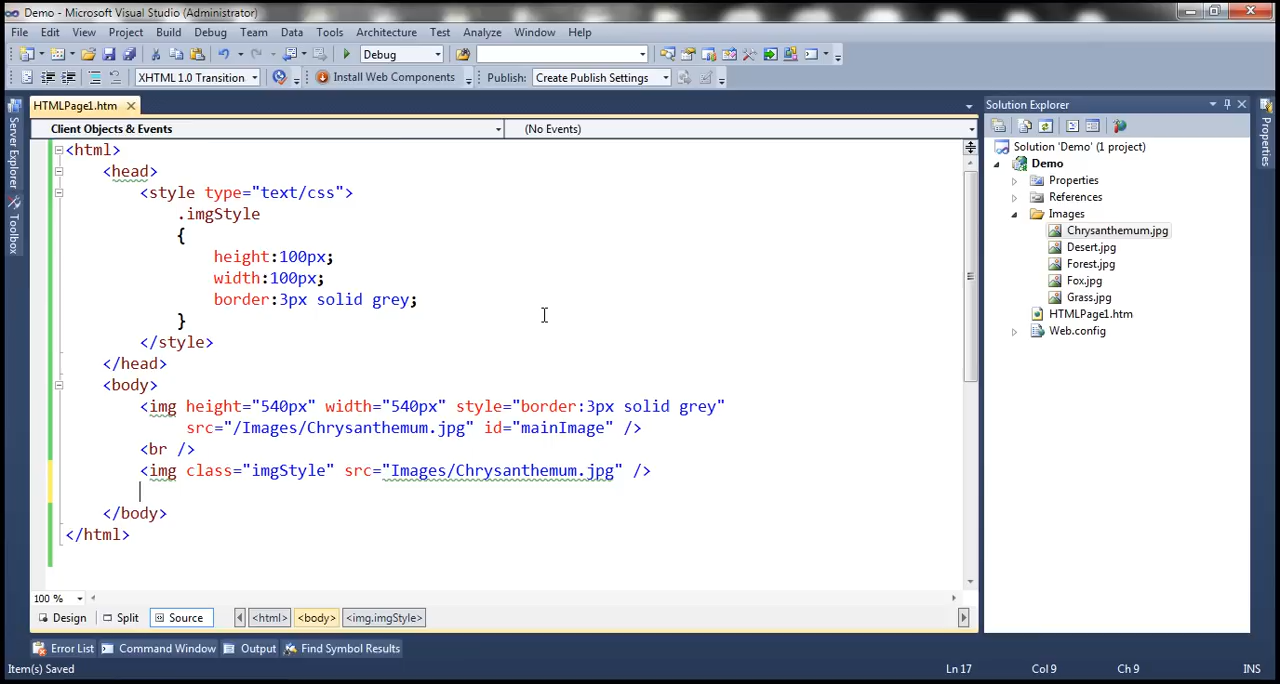 Demo - Microsoft Visual Studio (Administrator)
File Edit View Project Build Debug Team Data Tools Architecture Test Analyze Window Help
Debug
XHTML 1.0 Transition Install Web Components Publish: Create Publish Settings
Server Explorer
Toolbox
HTMLPage1.htm
Client Objects & Events (No Events)
<html>
<head>
<style type="text/css">
.imgStyle
{
height:100px;
width:100px;
border:3px solid grey;
}
</style>
</head>
<body>
<img height="540px" width="540px" style="border:3px solid grey"
src="/Images/Chrysanthemum.jpg" id="mainImage" />
<br />
<img class="imgStyle" src="Images/Chrysanthemum.jpg" />
</body>
</html>
100 %
Design Split Source <html> <body> <img.imgStyle>
Solution Explorer
Solution 'Demo' (1 project)
Demo
Properties
References
Images
Chrysanthemum.jpg
Desert.jpg
Forest.jpg
Fox.jpg
Grass.jpg
HTMLPage1.htm
Web.config
Properties
Error List Command Window Output Find Symbol Results
Item(s) Saved Ln 17 Col 9 Ch 9 INS